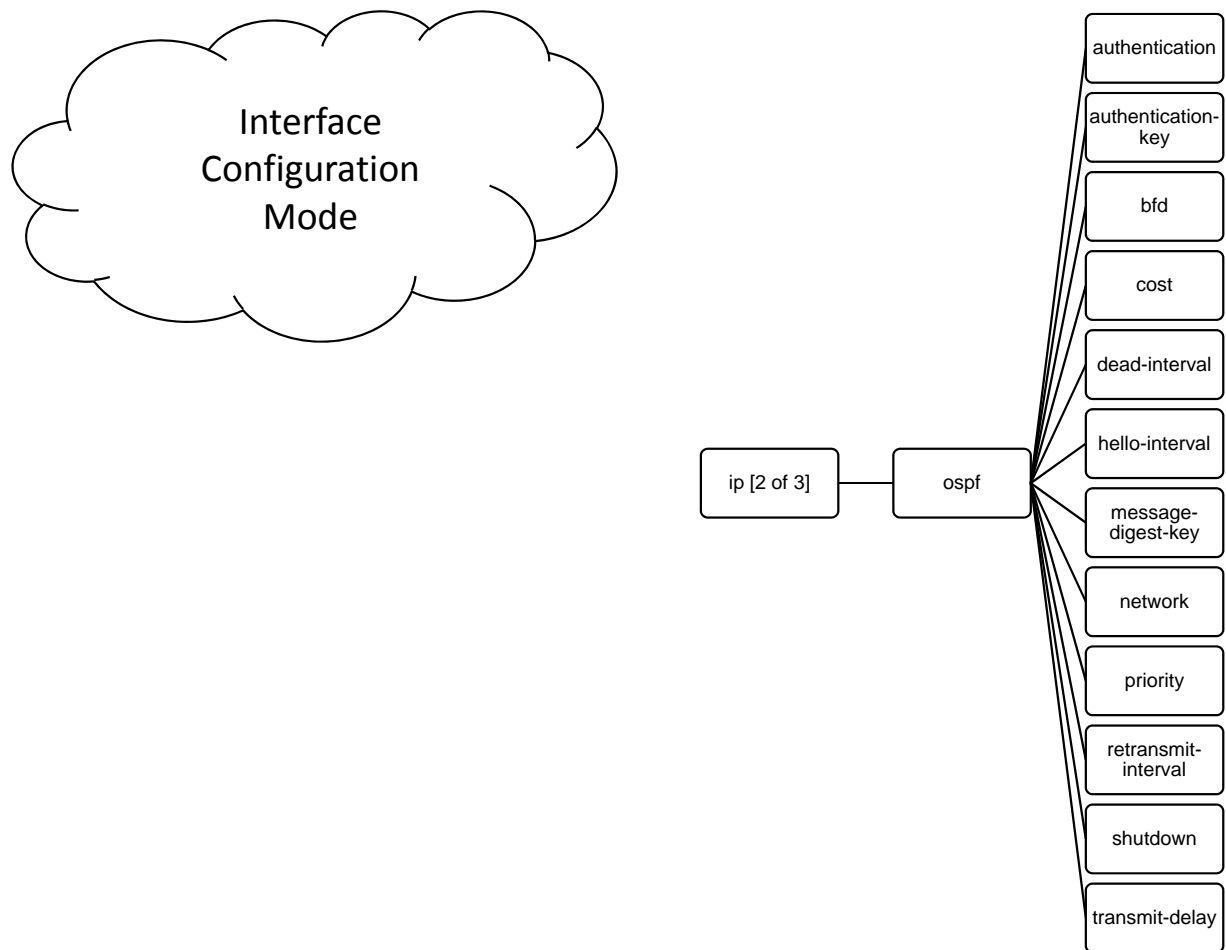 Interface
Configuration
Mode
ip [2 of 3]
ospf
authentication
authentication-
key
bfd
cost
dead-interval
hello-interval
message-
digest-key
network
priority
retransmit-
interval
shutdown
transmit-delay